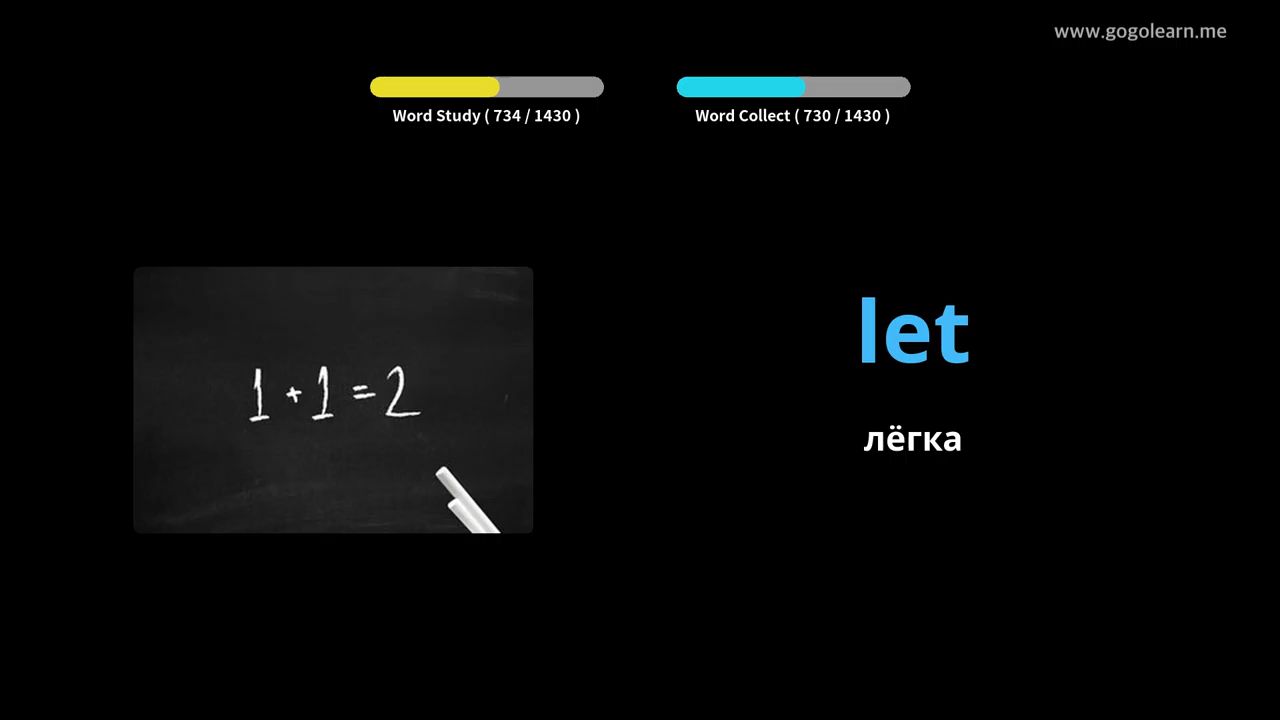 www.gogolearn.me
Word Study ( 734 / 1430 )
Word Collect ( 730 / 1430 )
1 + 1 = 2
let
лёгка